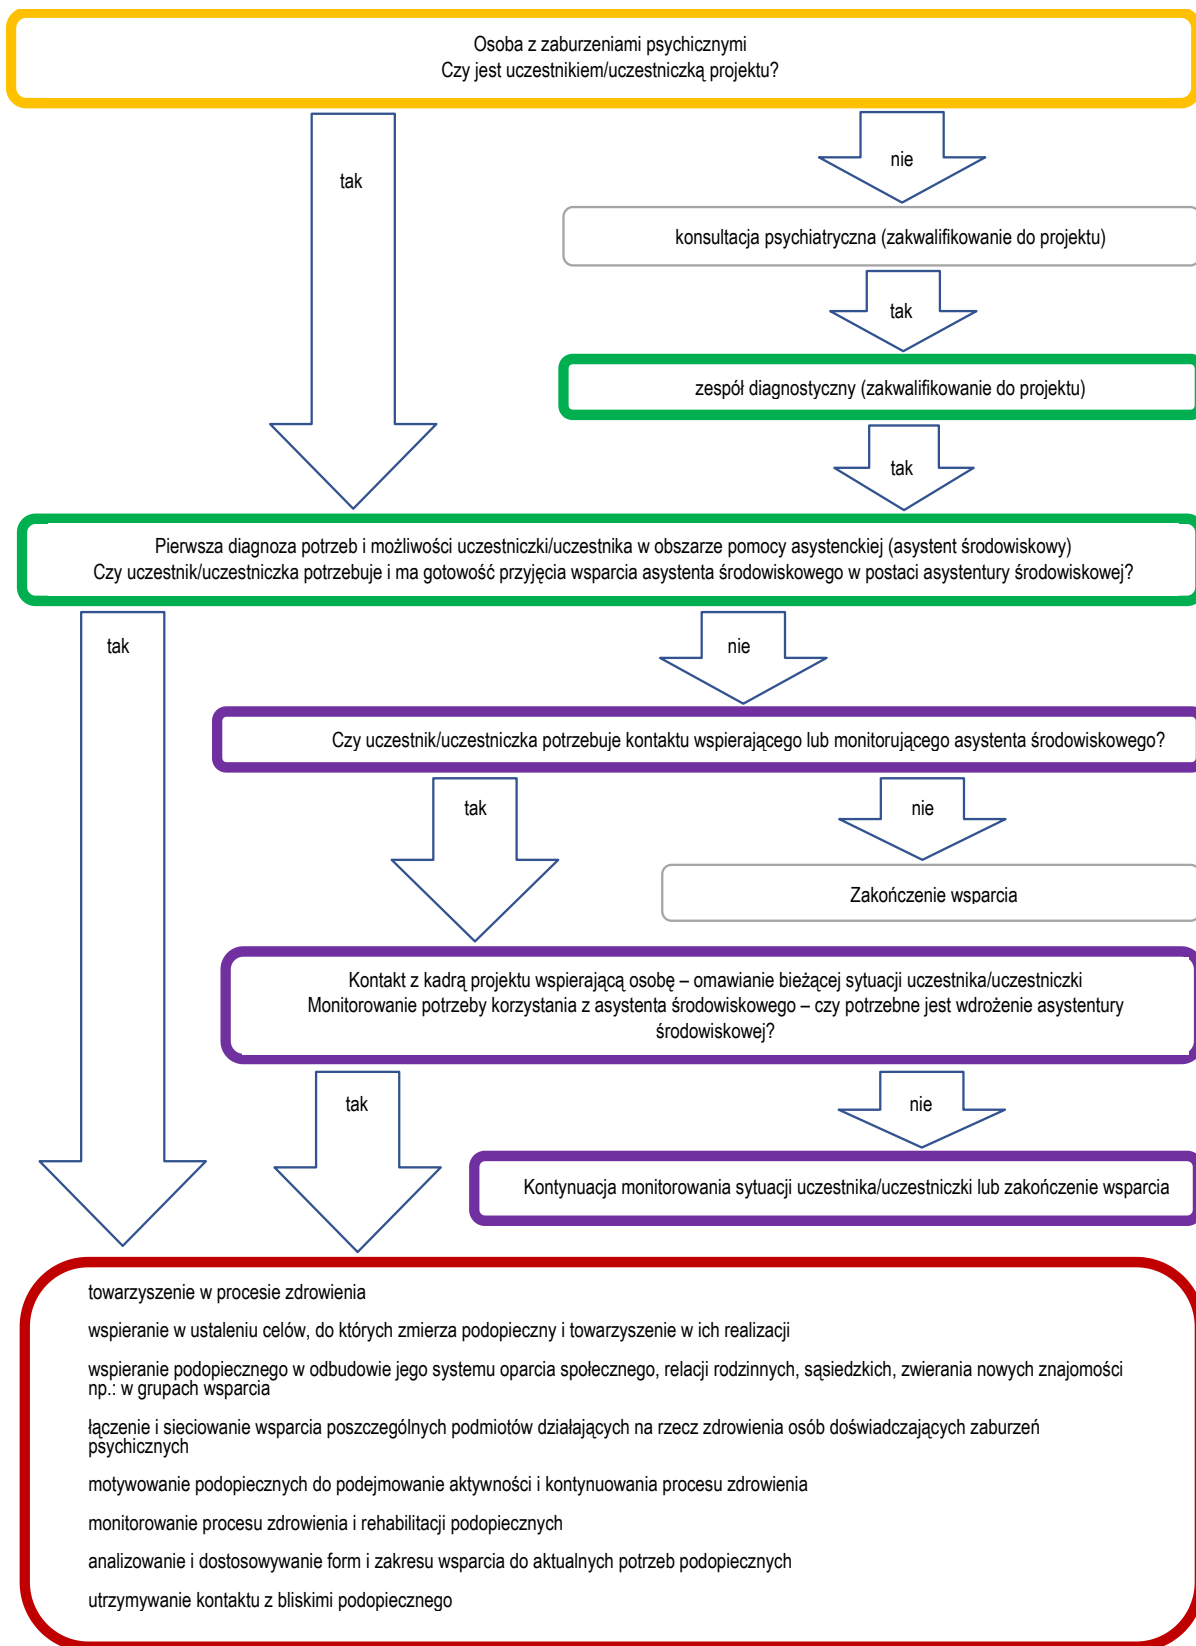 Osoba z zaburzeniami psychicznymi
Czy jest uczestnikiem/uczestniczką projektu?
tak
nie
konsultacja psychiatryczna (zakwalifikowanie do projektu)
tak
zespół diagnostyczny (zakwalifikowanie do projektu)
tak
Pierwsza diagnoza potrzeb i możliwości uczestniczki/uczestnika w obszarze pomocy asystenckiej (asystent środowiskowy)
Czy uczestnik/uczestniczka potrzebuje i ma gotowość przyjęcia wsparcia asystenta środowiskowego w postaci asystentury środowiskowej?
tak
nie
Czy uczestnik/uczestniczka potrzebuje kontaktu wspierającego lub monitorującego asystenta środowiskowego?
tak
nie
Zakończenie wsparcia
Kontakt z kadrą projektu wspierającą osobę – omawianie bieżącej sytuacji uczestnika/uczestniczki
Monitorowanie potrzeby korzystania z asystenta środowiskowego – czy potrzebne jest wdrożenie asystentury
środowiskowej?
tak
nie
Kontynuacja monitorowania sytuacji uczestnika/uczestniczki lub zakończenie wsparcia
towarzyszenie w procesie zdrowienia
wspieranie w ustaleniu celów, do których zmierza podopieczny i towarzyszenie w ich realizacji
wspieranie podopiecznego w odbudowie jego systemu oparcia społecznego, relacji rodzinnych, sąsiedzkich, zwierania nowych znajomości
np.: w grupach wsparcia
łączenie i sieciowanie wsparcia poszczególnych podmiotów działających na rzecz zdrowienia osób doświadczających zaburzeń
psychicznych
motywowanie podopiecznych do podejmowanie aktywności i kontynuowania procesu zdrowienia
monitorowanie procesu zdrowienia i rehabilitacji podopiecznych
analizowanie i dostosowywanie form i zakresu wsparcia do aktualnych potrzeb podopiecznych
utrzymywanie kontaktu z bliskimi podopiecznego